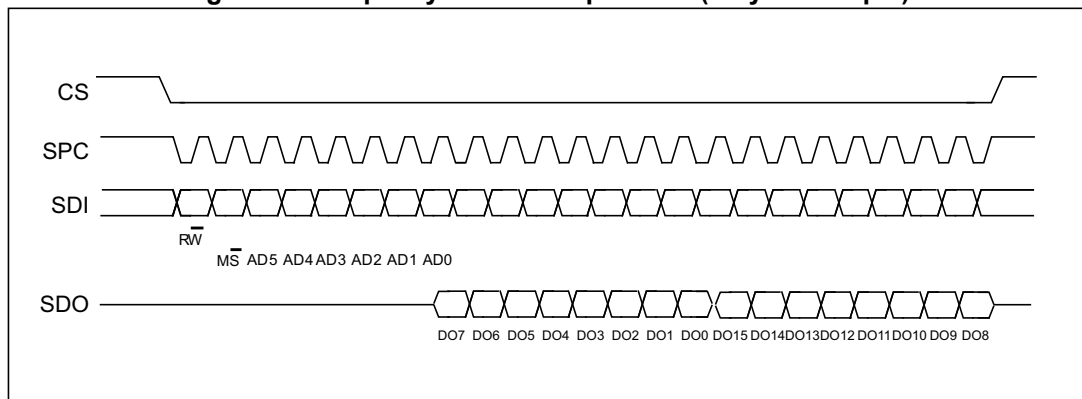 CS
SPC
SDI
RW̅
MS̅ AD5 AD4 AD3 AD2 AD1 AD0
SDO
DO7 DO6 DO5 DO4 DO3 DO2 DO1 DO0 DO15 DO14 DO13 DO12 DO11 DO10 DO9 DO8